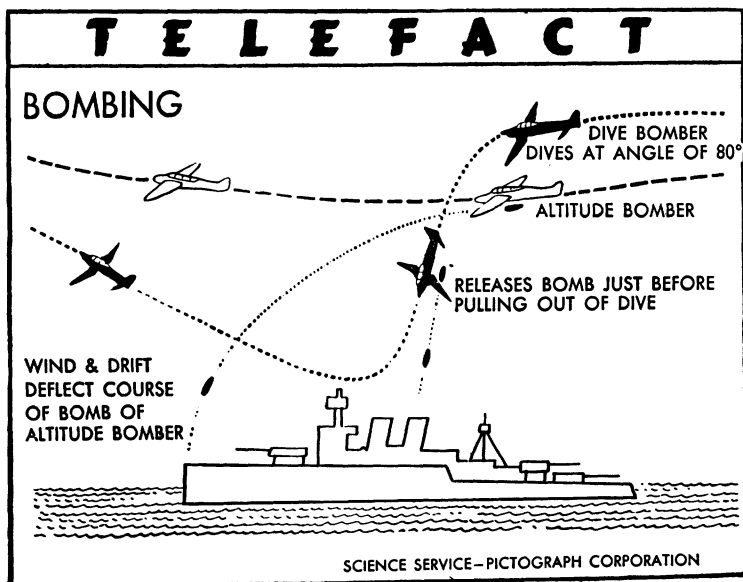 TELEFACT
BOMBING
DIVE BOMBER
DIVES AT ANGLE OF 80°
ALTITUDE BOMBER
RELEASES BOMB JUST BEFORE
PULLING OUT OF DIVE
WIND & DRIFT
DEFLECT COURSE
OF BOMB OF
ALTITUDE BOMBER
SCIENCE SERVICE–PICTOGRAPH CORPORATION